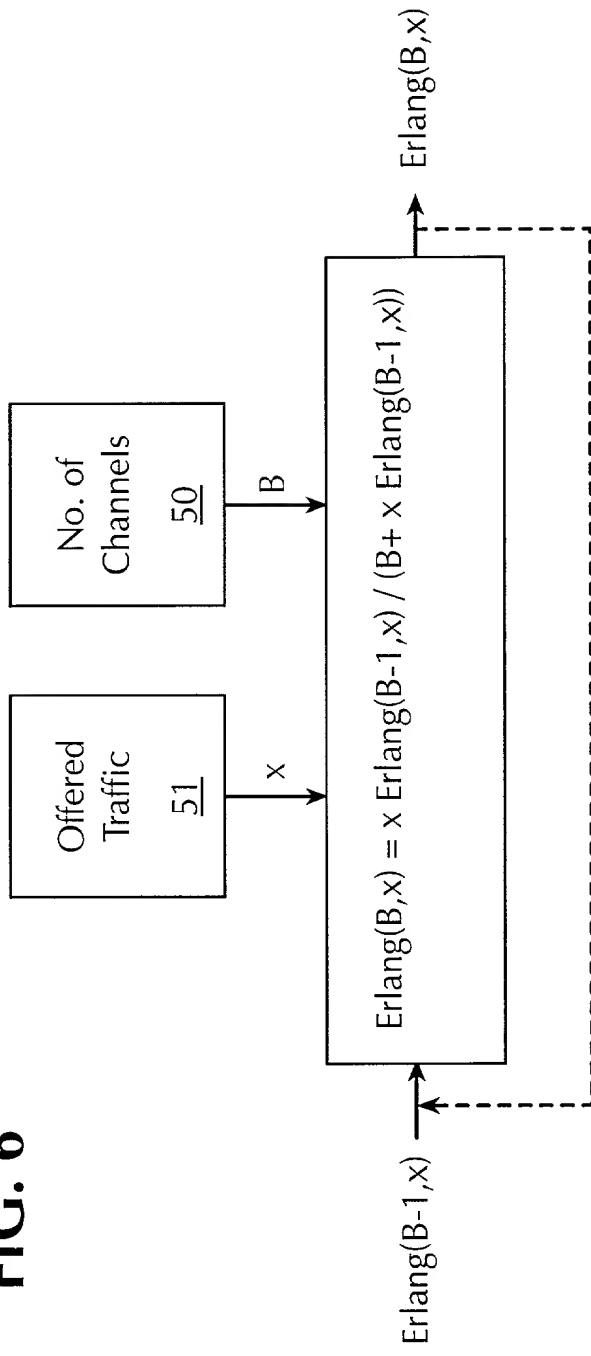 FIG. 6
Offered
Traffic
51
No. of
Channels
50
x
B
Erlang(B-1,x)
Erlang(B,x) = x Erlang(B-1,x) / (B+ x Erlang(B-1,x))
Erlang(B,x)